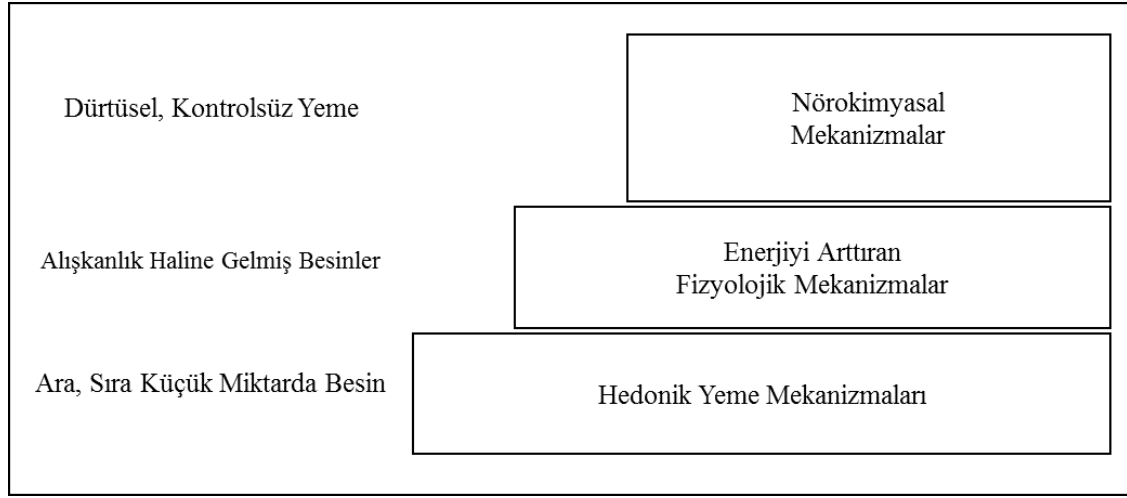 Dürtüsel, Kontrolsüz Yeme
Nörokimyasal
Mekanizmalar
Alışkanlık Haline Gelmiş Besinler
Enerjiyi Arttıran
Fizyolojik Mekanizmalar
Ara, Sıra Küçük Miktarda Besin
Hedonik Yeme Mekanizmaları